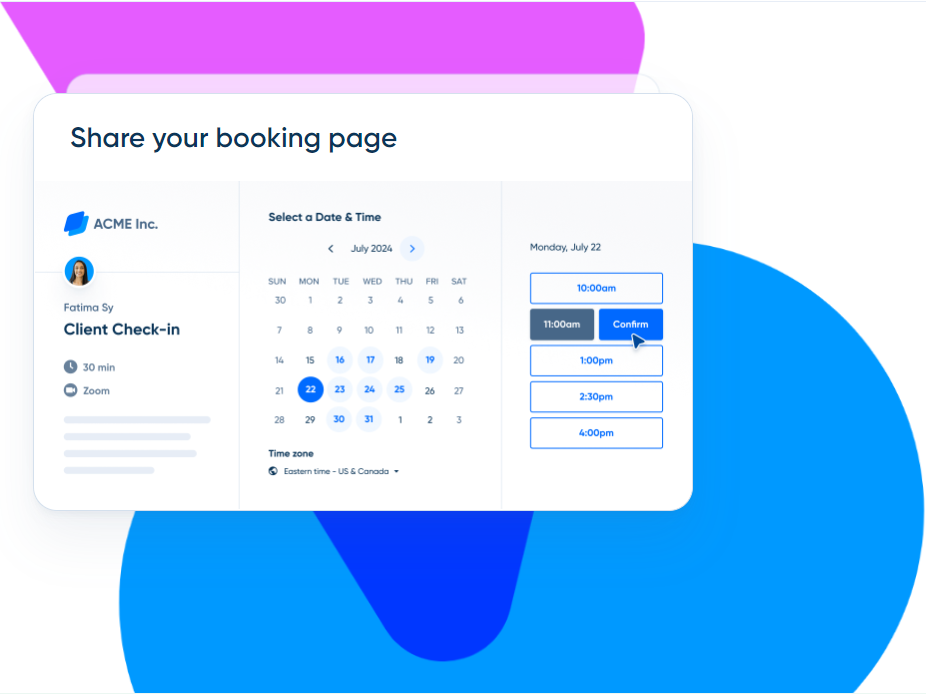 Share your booking page
ACME Inc.
Fatima Sy
Client Check-in
30 min
Zoom
Select a Date & Time
July 2024
SUN MON TUE WED THU FRI SAT
30 1 2 3 4 5 6
7 8 9 10 11 12 13
14 15 16 17 18 19 20
21 22 23 24 25 26 27
28 29 30 31 1 2 3
Time zone
Eastern time - US & Canada
Monday, July 22
10:00am
11:00am Confirm
1:00pm
2:30pm
4:00pm